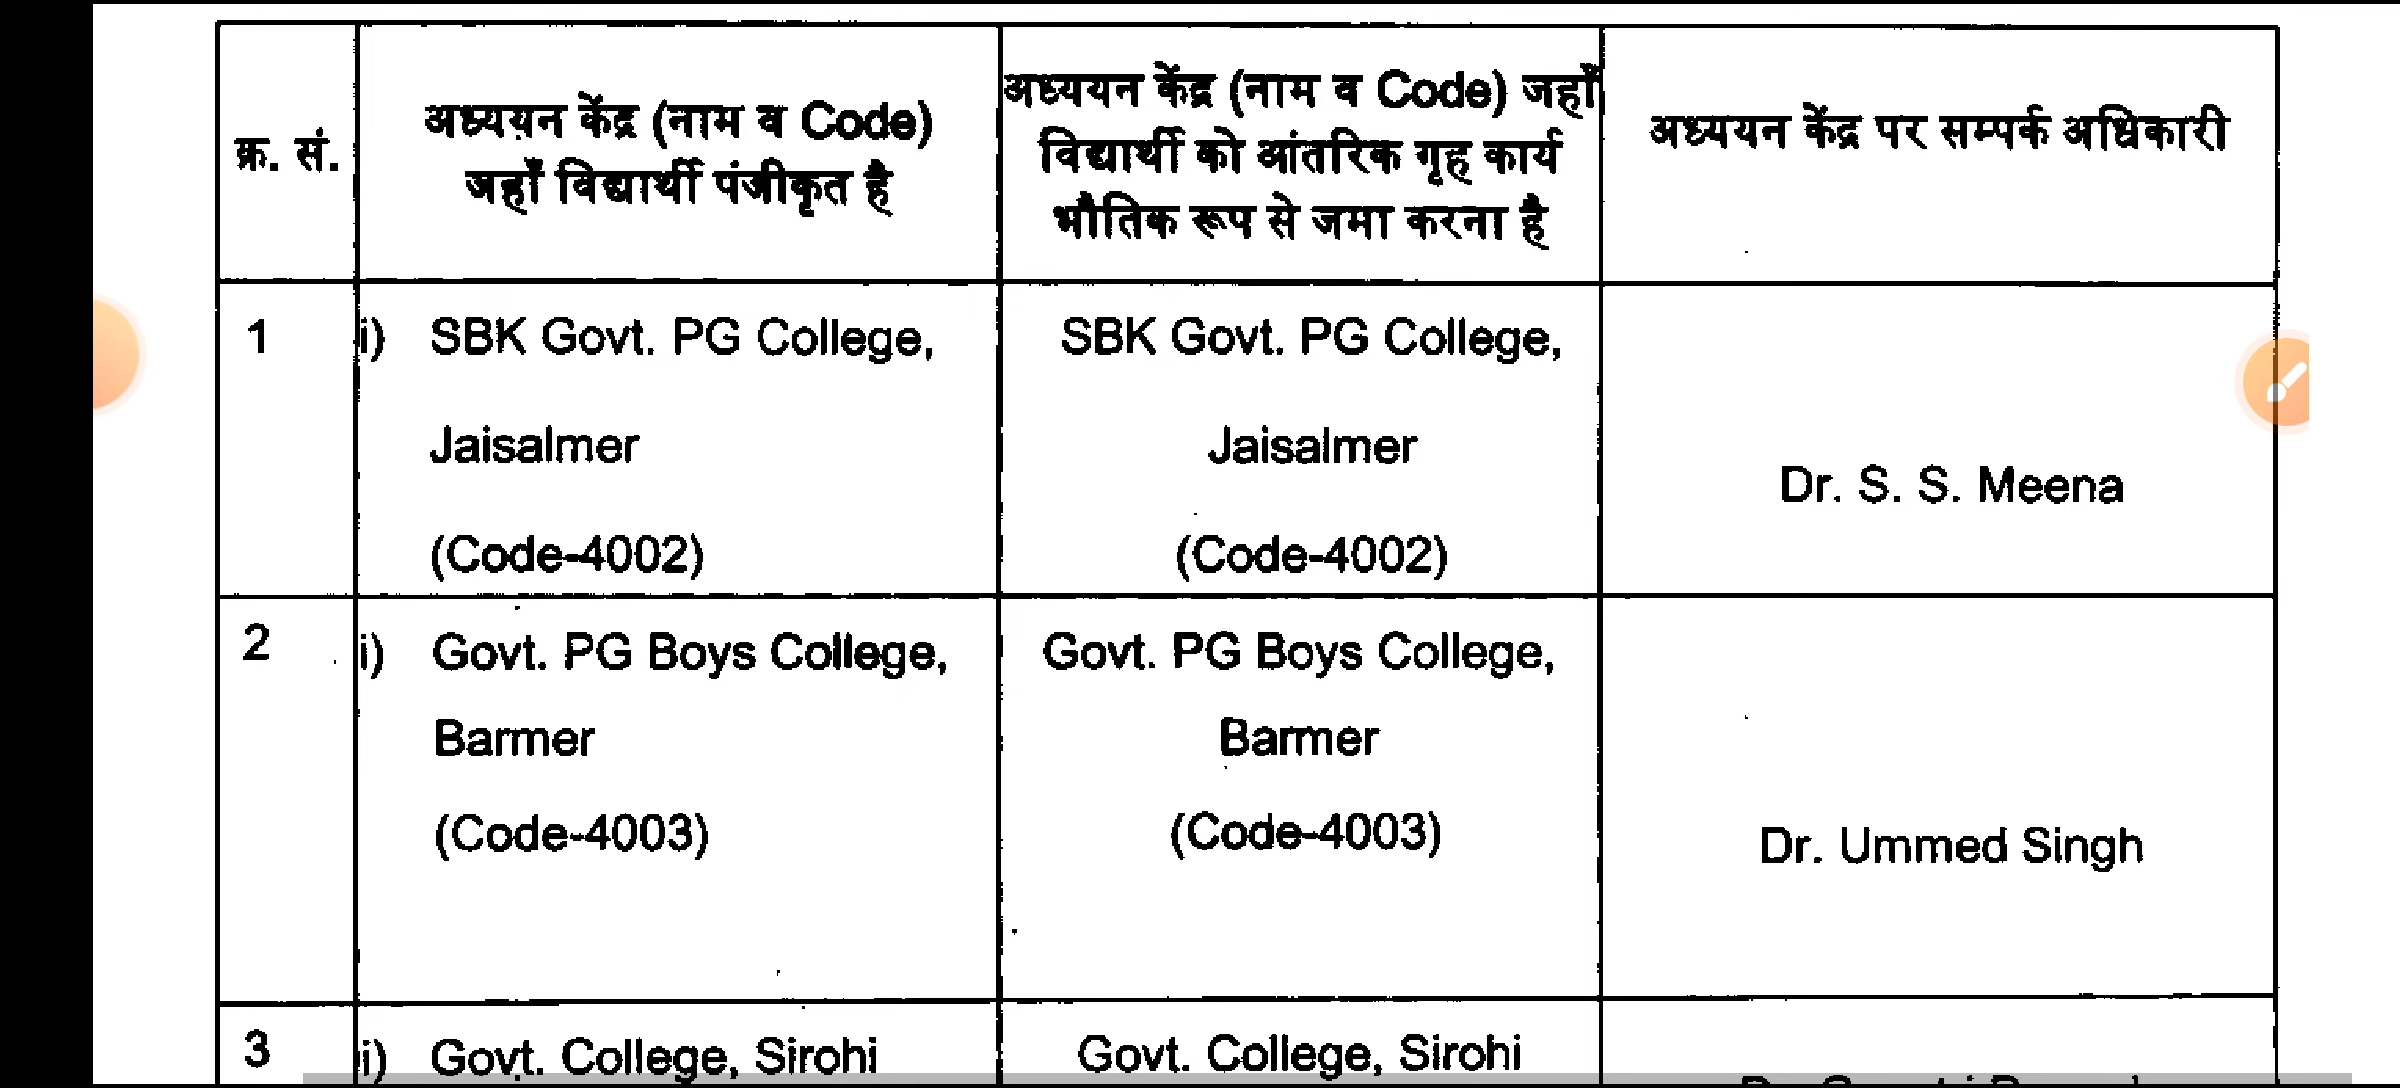 क्र. सं.
अध्ययन केंद्र (नाम व Code)
जहाँ विद्यार्थी पंजीकृत है
अध्ययन केंद्र (नाम व Code) जहाँ
विद्यार्थी को आंतरिक गृह कार्य
भौतिक रूप से जमा करना है
अध्ययन केंद्र पर सम्पर्क अधिकारी
1
i) SBK Govt. PG College,
Jaisalmer
(Code-4002)
SBK Govt. PG College,
Jaisalmer
(Code-4002)
Dr. S. S. Meena
2
i) Govt. PG Boys College,
Barmer
(Code-4003)
Govt. PG Boys College,
Barmer
(Code-4003)
Dr. Ummed Singh
3
i) Govt. College, Sirohi
Govt. College, Sirohi